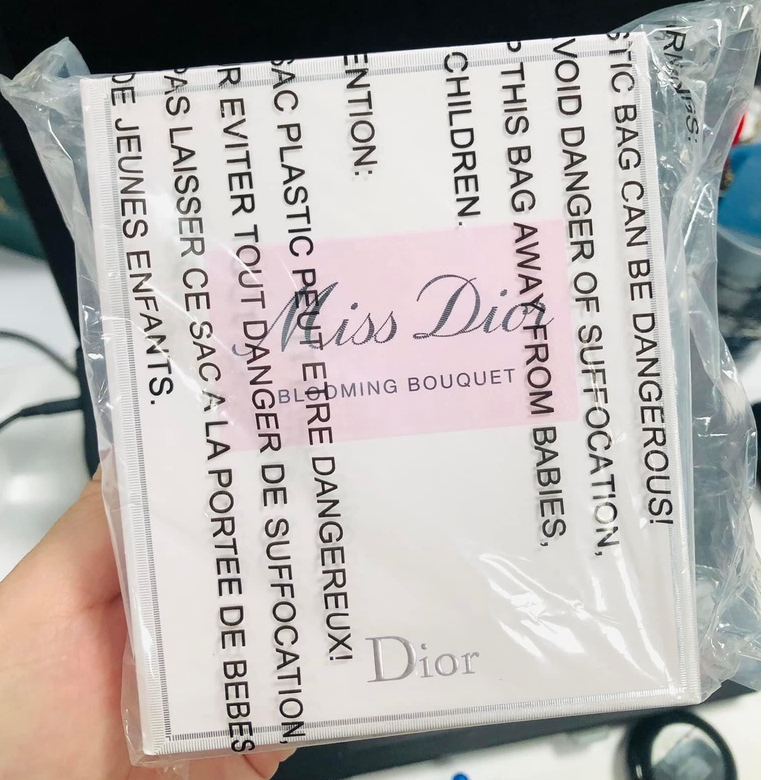 Miss Dior
BLOOMING BOUQUET
Dior
RNINGS:
STIC BAG CAN BE DANGEROUS!
VOID DANGER OF SUFFOCATION,
P THIS BAG AWAY FROM BABIES,
CHILDREN.
ENTION:
SAC PLASTIC PEUT ETRE DANGEREUX!
R EVITER TOUT DANGER DE SUFFOCATION,
PAS LAISSER CE SAC A LA PORTEE DE BEBES
DE JEUNES ENFANTS.